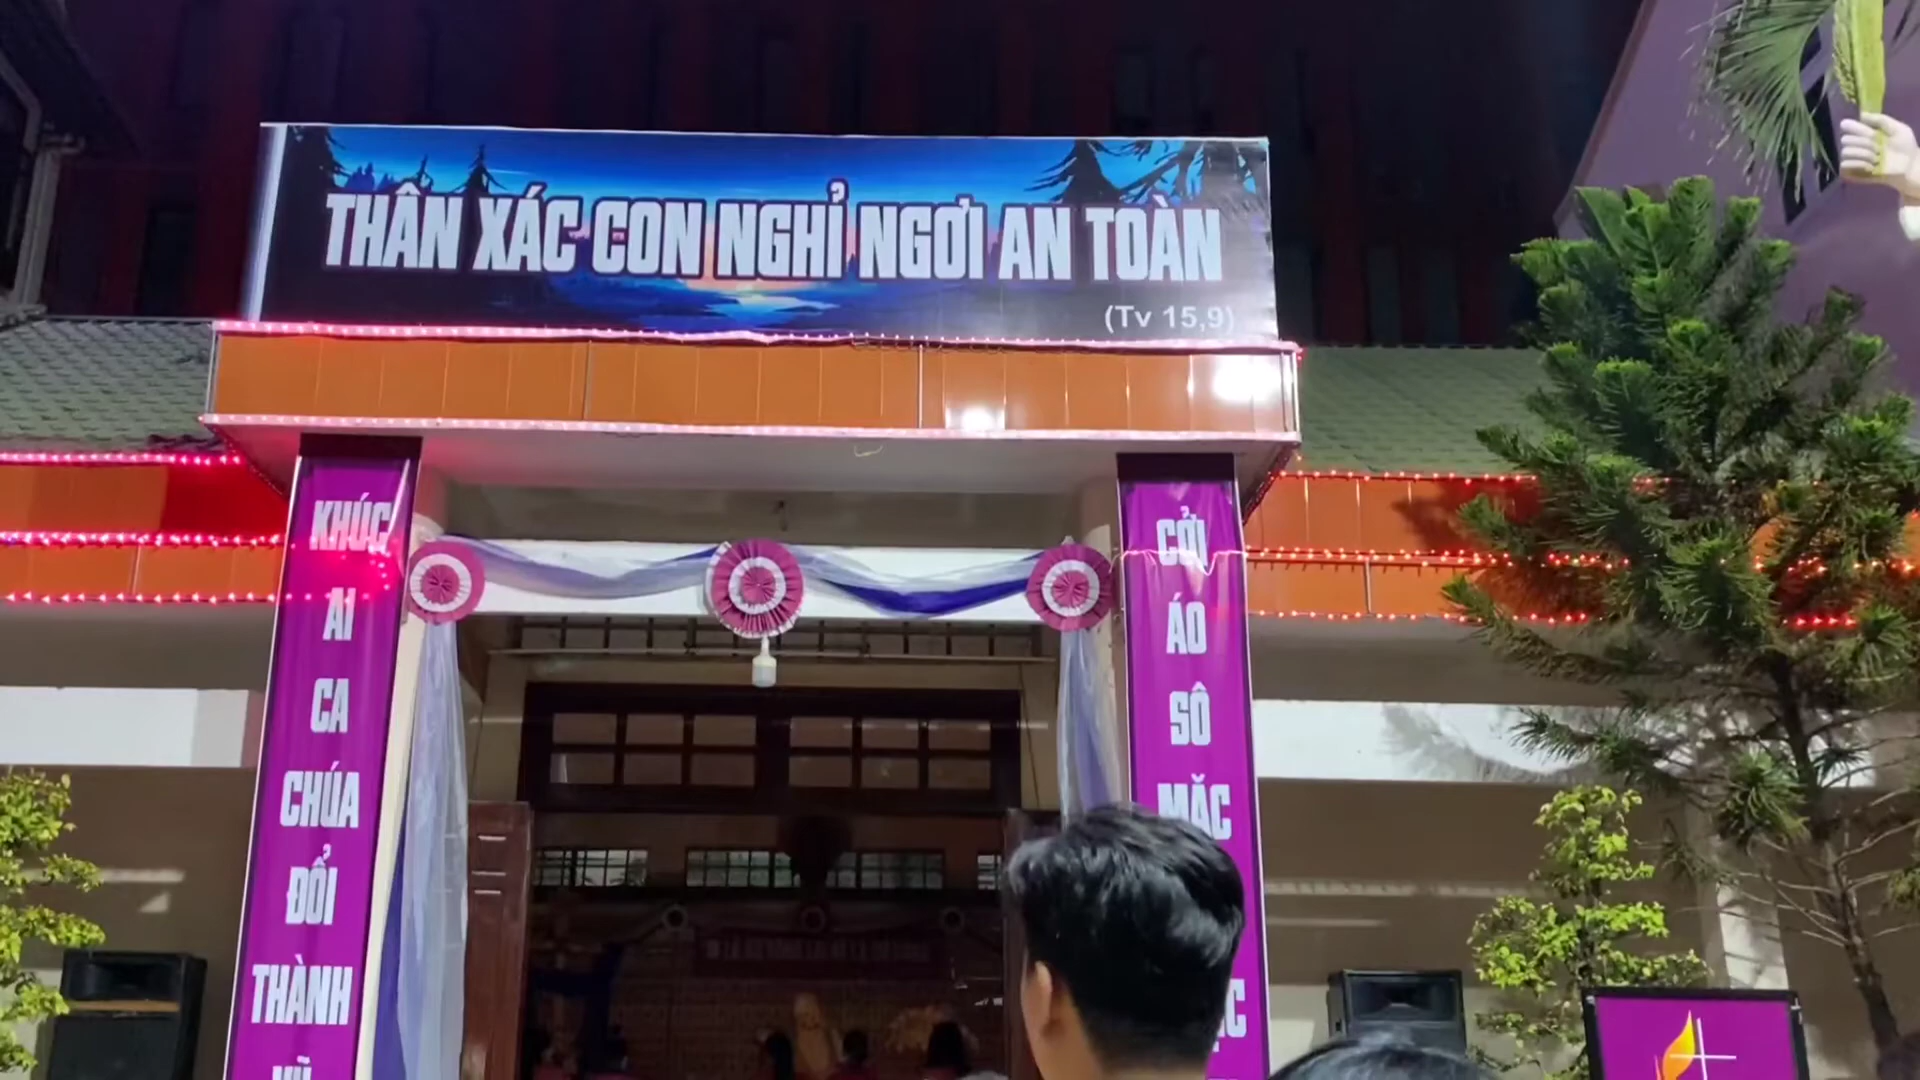 THÂN XÁC CON NGHỈ NGƠI AN TOÀN
(Tv 15,9)
KHÚC
AI
CA
CHÚA
ĐỔI
THÀNH
CỞI
ÁO
SÔ
MẶC